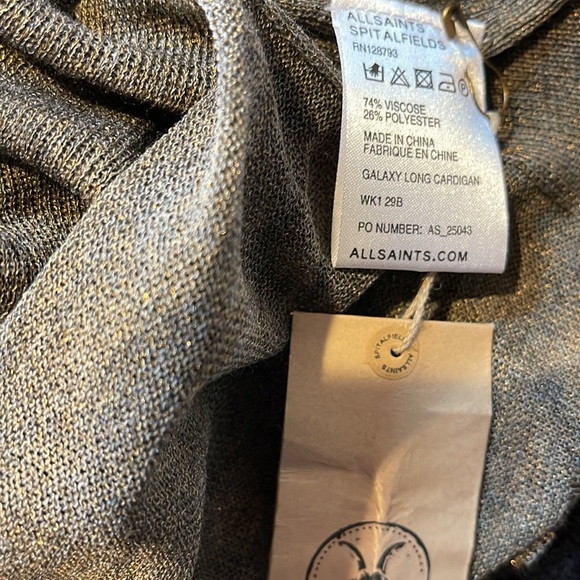 ALLSAINTS
SPITALFIELDS
RN128793
74% VISCOSE
26% POLYESTER
MADE IN CHINA
FABRIQUÉ EN CHINE
GALAXY LONG CARDIGAN
WK1 29B
PO NUMBER: AS_25043
ALLSAINTS.COM
SPITALFIELDS
ALLSAINTS